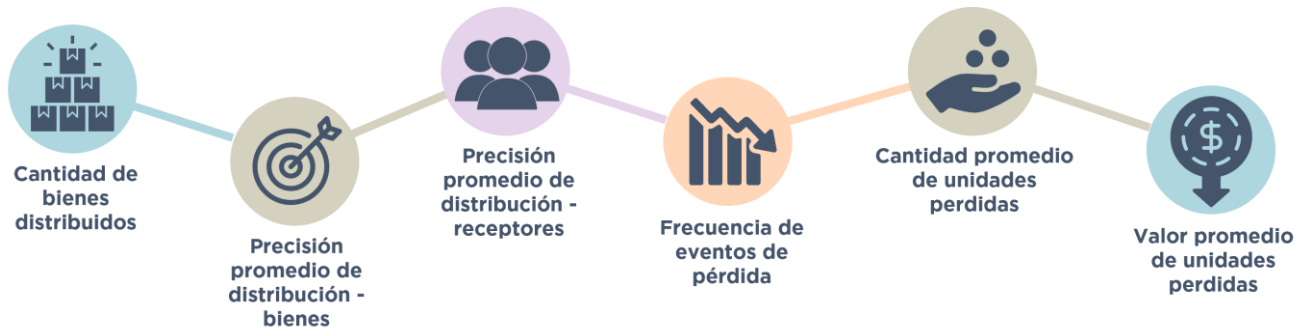 Cantidad de
bienes
distribuidos
Precisión
promedio de
distribución -
bienes
Precisión
promedio de
distribución -
receptores
Frecuencia de
eventos de
pérdida
Cantidad promedio
de unidades
perdidas
Valor promedio
de unidades
perdidas
$